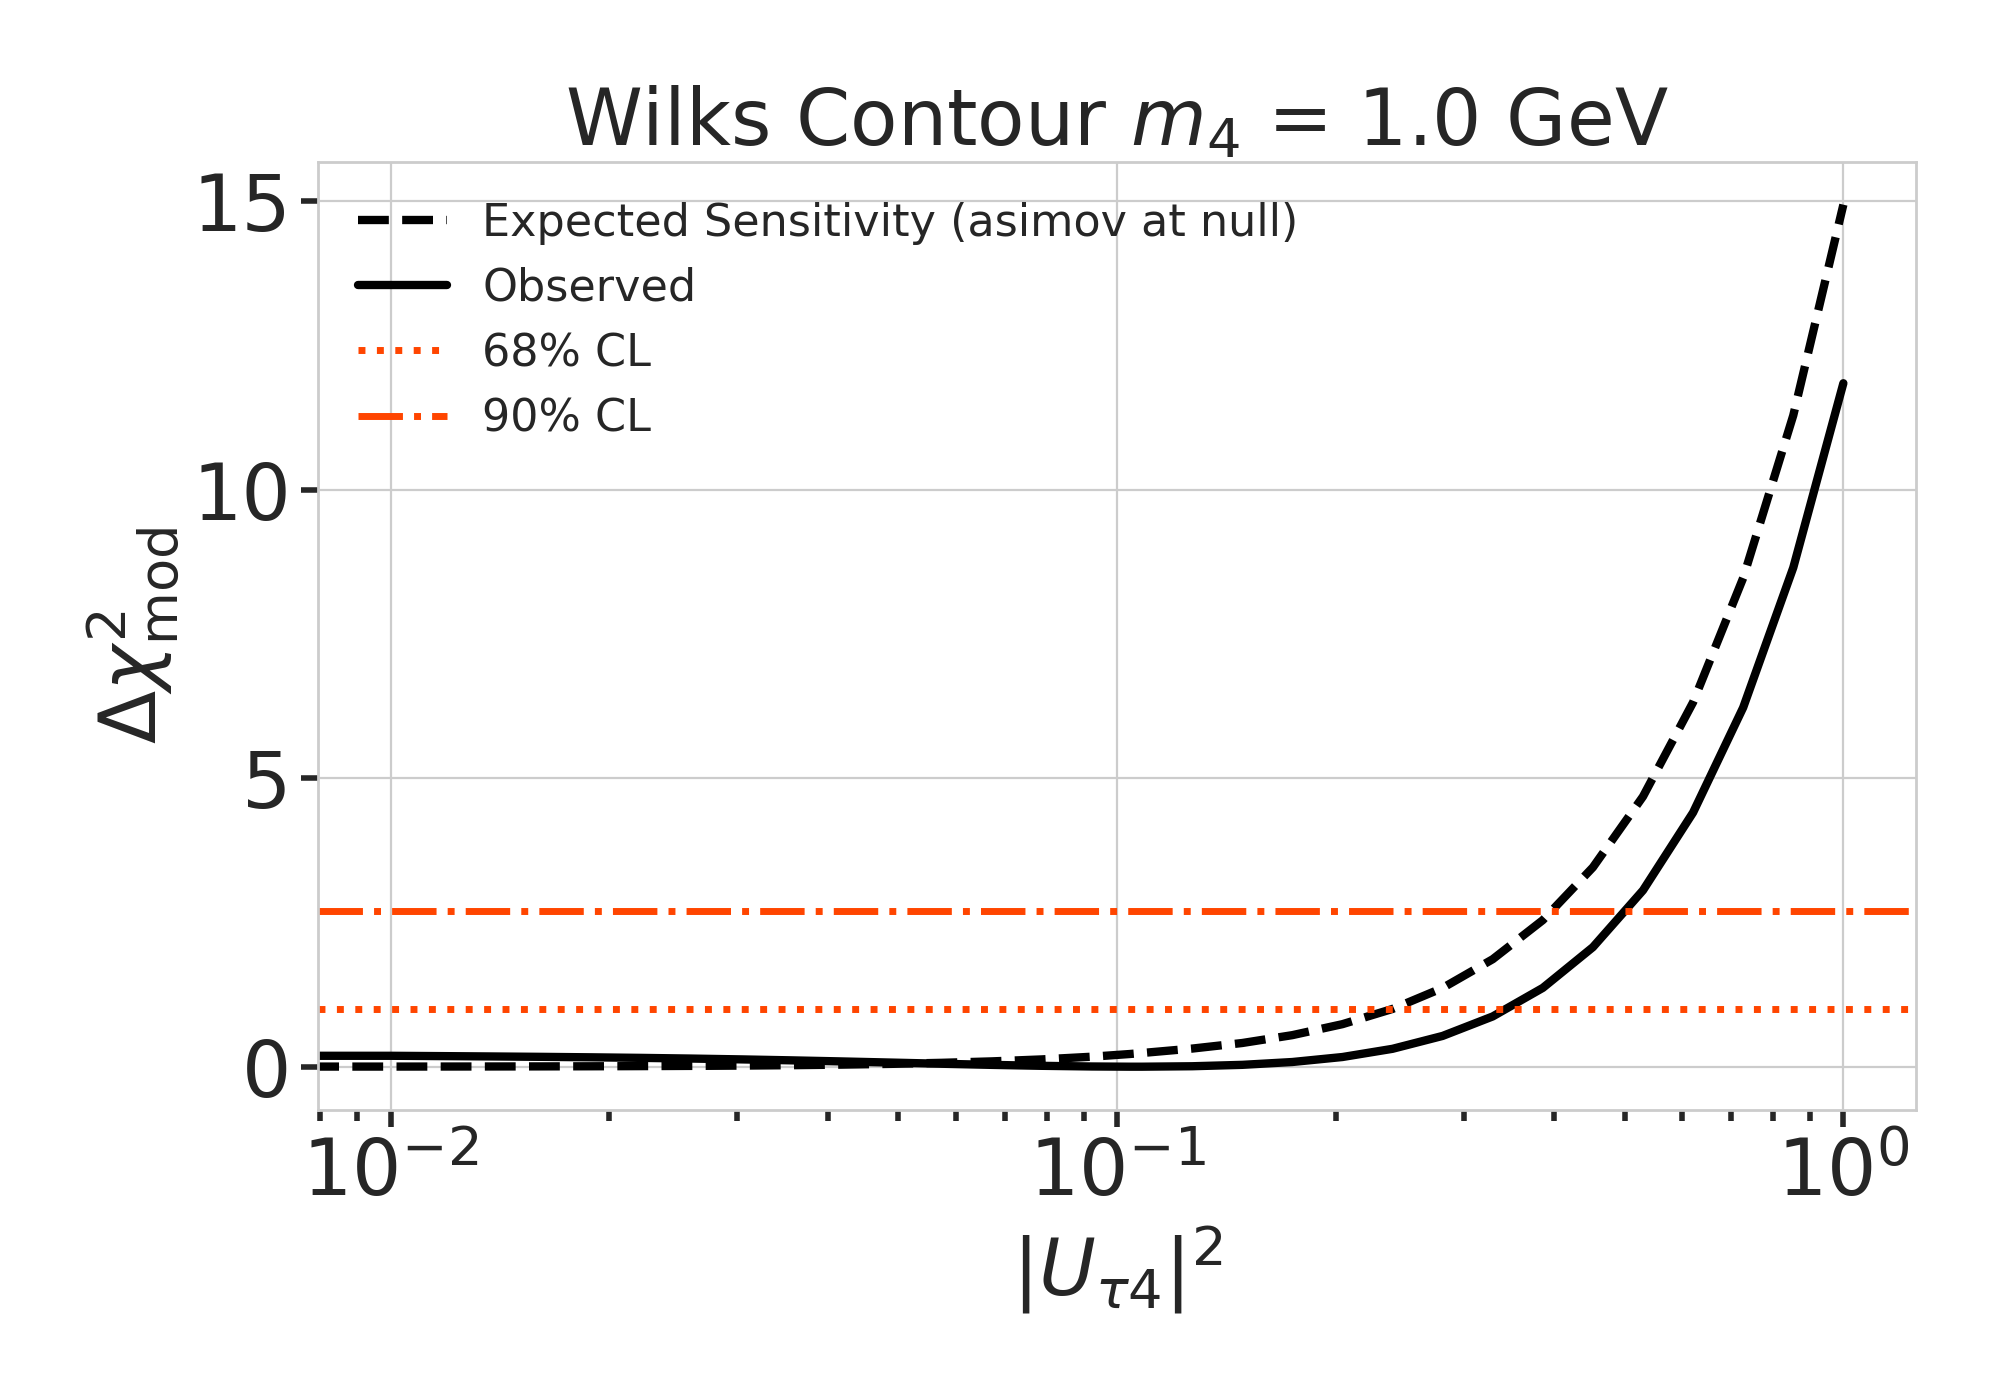 Wilks Contour m₄ = 1.0 GeV
Expected Sensitivity (asimov at null)
Observed
68% CL
90% CL
15
10
5
0
Δχ²mod
10⁻²
10⁻¹
10⁰
|Uτ4|²